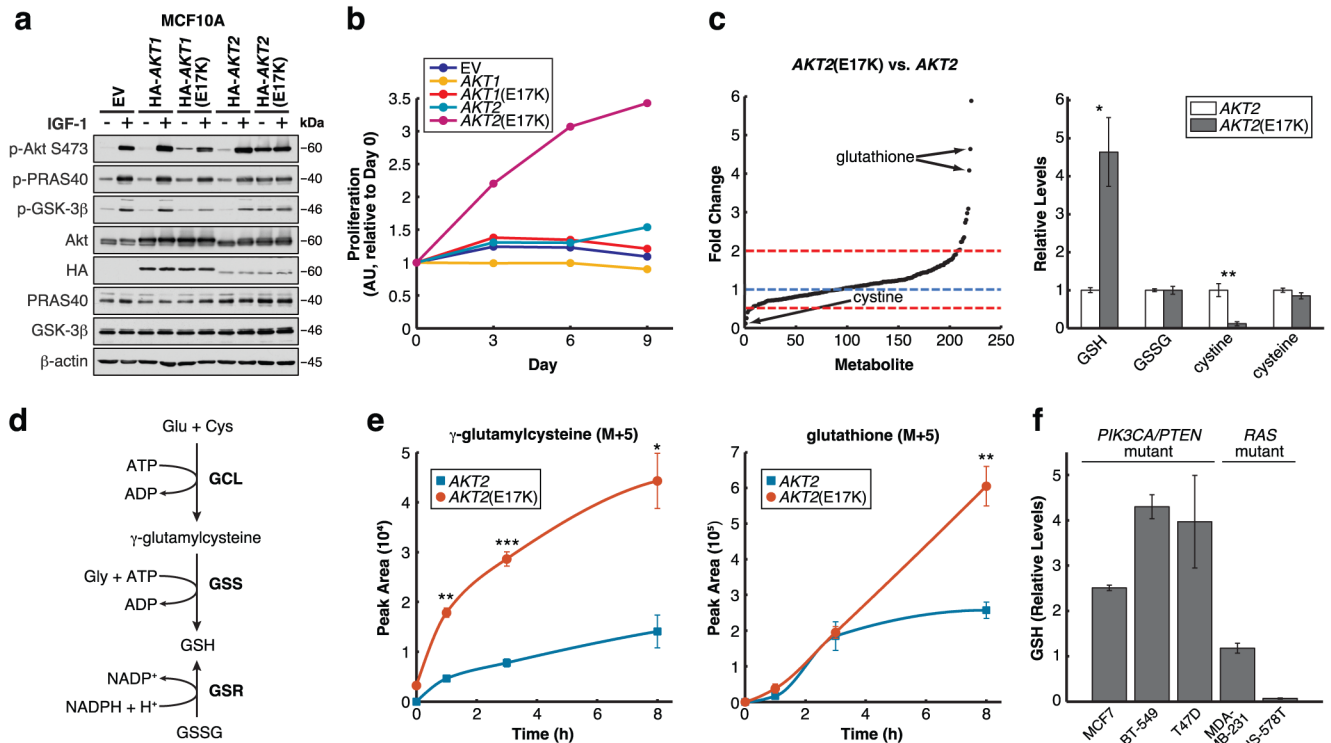 a
MCF10A
EV
HA-AKT1
HA-AKT1
(E17K)
HA-AKT2
HA-AKT2
(E17K)
IGF-1 - + - + - + - + - + kDa
p-Akt S473 –60
p-PRAS40 –40
p-GSK-3β –46
Akt –60
HA –60
PRAS40 –40
GSK-3β –46
β-actin –45
b
EV
AKT1
AKT1(E17K)
AKT2
AKT2(E17K)
Proliferation
(AU, relative to Day 0)
3.5
3
2.5
2
1.5
1
0.5
0
0 3 6 9
Day
c
AKT2(E17K) vs. AKT2
Fold Change
6
5
4
3
2
1
0
glutathione
cystine
0 50 100 150 200 250
Metabolite
Relative Levels
6
5
4
3
2
1
0
AKT2
AKT2(E17K)
*
**
GSH
GSSG
cystine
cysteine
d
Glu + Cys
ATP
GCL
ADP
γ-glutamylcysteine
Gly + ATP
GSS
ADP
GSH
NADP+
GSR
NADPH + H+
GSSG
e
γ-glutamylcysteine (M+5)
AKT2
AKT2(E17K)
Peak Area (10⁴)
5
4
3
2
1
0
**
***
*
0 2 4 6 8
Time (h)
glutathione (M+5)
AKT2
AKT2(E17K)
Peak Area (10⁵)
7
6
5
4
3
2
1
0
**
0 2 4 6 8
Time (h)
f
PIK3CA/PTEN
mutant
RAS
mutant
GSH (Relative Levels)
5
4
3
2
1
0
MCF7
BT-549
T47D
MDA-